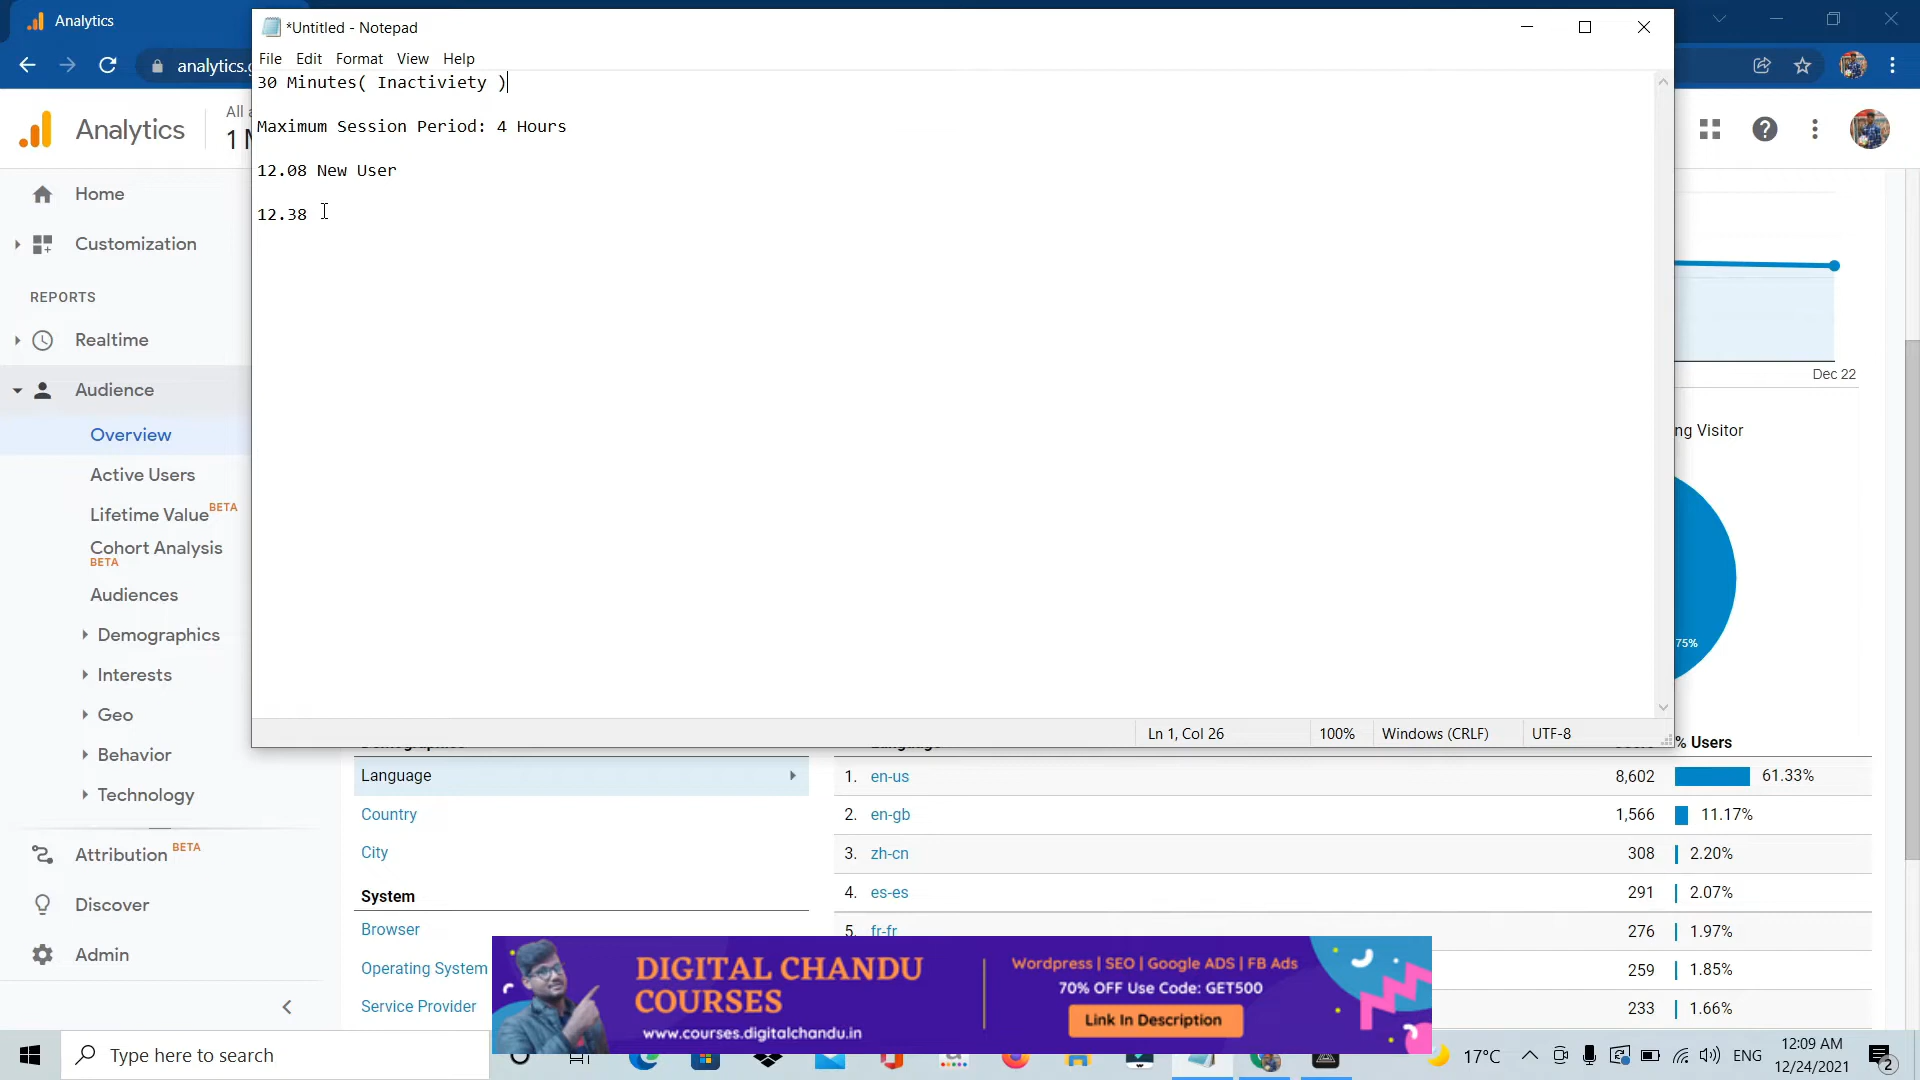 Analytics
*Untitled - Notepad
File Edit Format View Help
30 Minutes( Inactiviety )
Maximum Session Period: 4 Hours
12.08 New User
12.38
Ln 1, Col 26
100%
Windows (CRLF)
UTF-8
Analytics
Home
Customization
REPORTS
Realtime
Audience
Overview
Active Users
Lifetime Value BETA
Cohort Analysis
BETA
Audiences
Demographics
Interests
Geo
Behavior
Technology
Attribution BETA
Discover
Admin
Dec 22
ng Visitor
75%
% Users
Language
Country
City
System
Browser
Operating System
Service Provider
1. en-us 8,602 61.33%
2. en-gb 1,566 11.17%
3. zh-cn 308 2.20%
4. es-es 291 2.07%
5. fr-fr 276 1.97%
259 1.85%
233 1.66%
DIGITAL CHANDU
COURSES
www.courses.digitalchandu.in
Wordpress | SEO | Google ADS | FB Ads
70% OFF Use Code: GET500
Link In Description
Type here to search
17°C
ENG
12:09 AM
12/24/2021
2